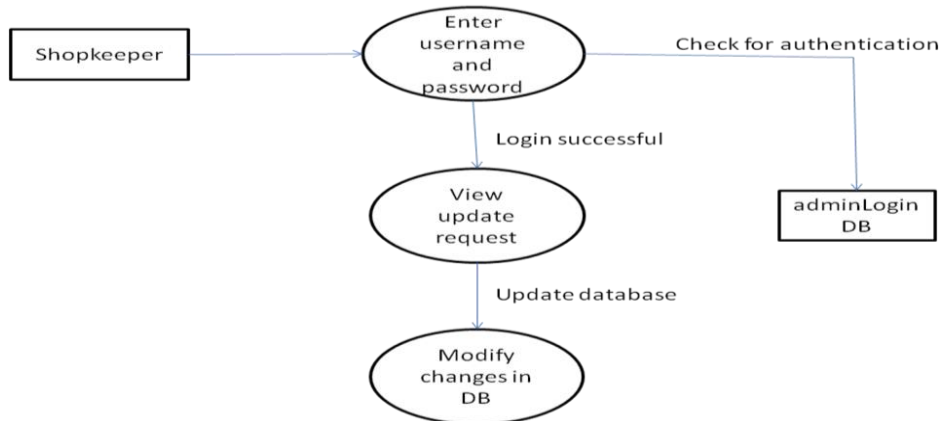 Shopkeeper
Enter
username
and
password
Check for authentication
Login successful
View
update
request
adminLogin
DB
Update database
Modify
changes in
DB